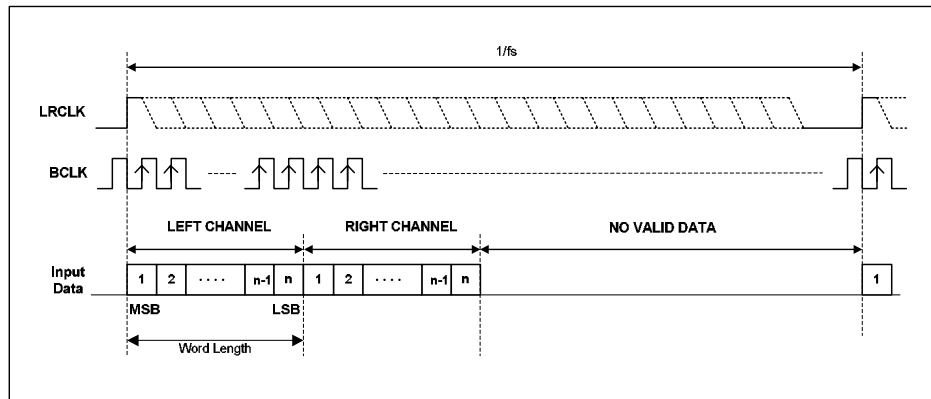 1/fs
LRCLK
BCLK
LEFT CHANNEL RIGHT CHANNEL NO VALID DATA
Input
Data
1 2 · · · · n-1 n 1 2 · · · · n-1 n 1
MSB LSB
Word Length